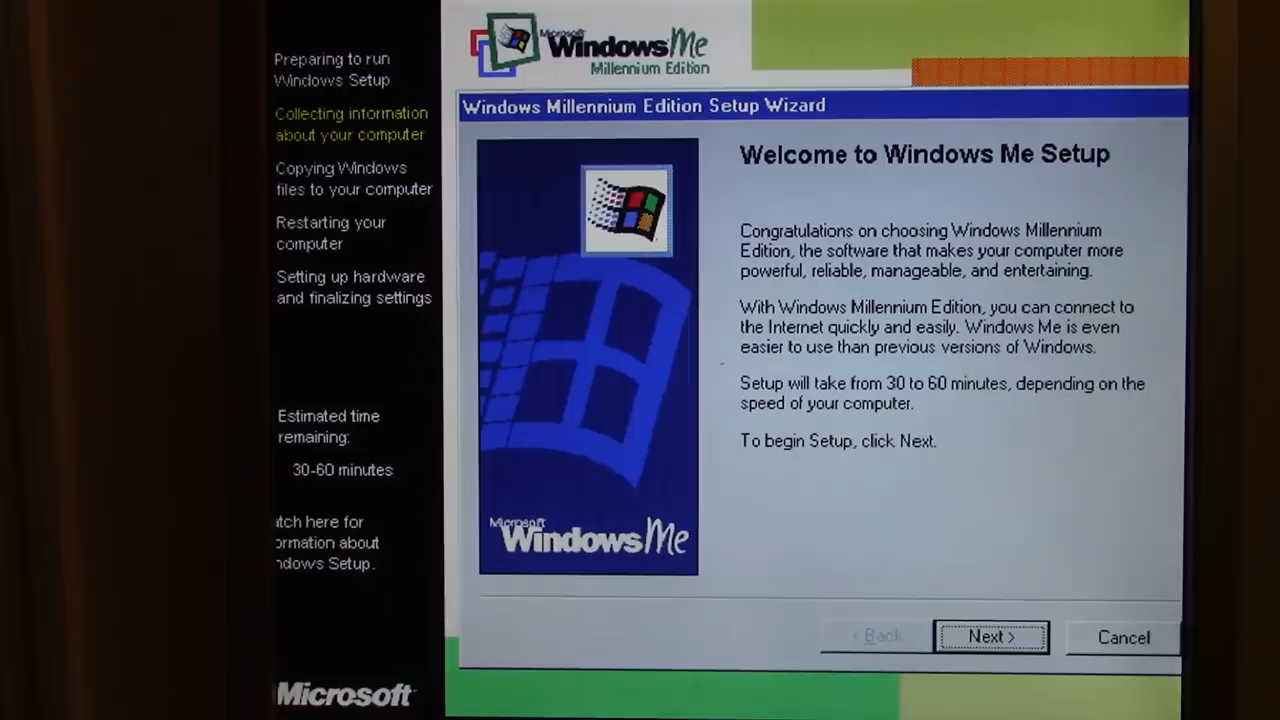 Preparing to run
Windows Setup
Collecting information
about your computer
Copying Windows
files to your computer
Restarting your
computer
Setting up hardware
and finalizing settings
Estimated time
remaining:
30-60 minutes
atch here for
ormation about
ndows Setup.
Microsoft
Microsoft
Windows Me
Millennium Edition
Windows Millennium Edition Setup Wizard
Microsoft
Windows Me
Welcome to Windows Me Setup
Congratulations on choosing Windows Millennium
Edition, the software that makes your computer more
powerful, reliable, manageable, and entertaining.
With Windows Millennium Edition, you can connect to
the Internet quickly and easily. Windows Me is even
easier to use than previous versions of Windows.
Setup will take from 30 to 60 minutes, depending on the
speed of your computer.
To begin Setup, click Next.
< Back
Next >
Cancel